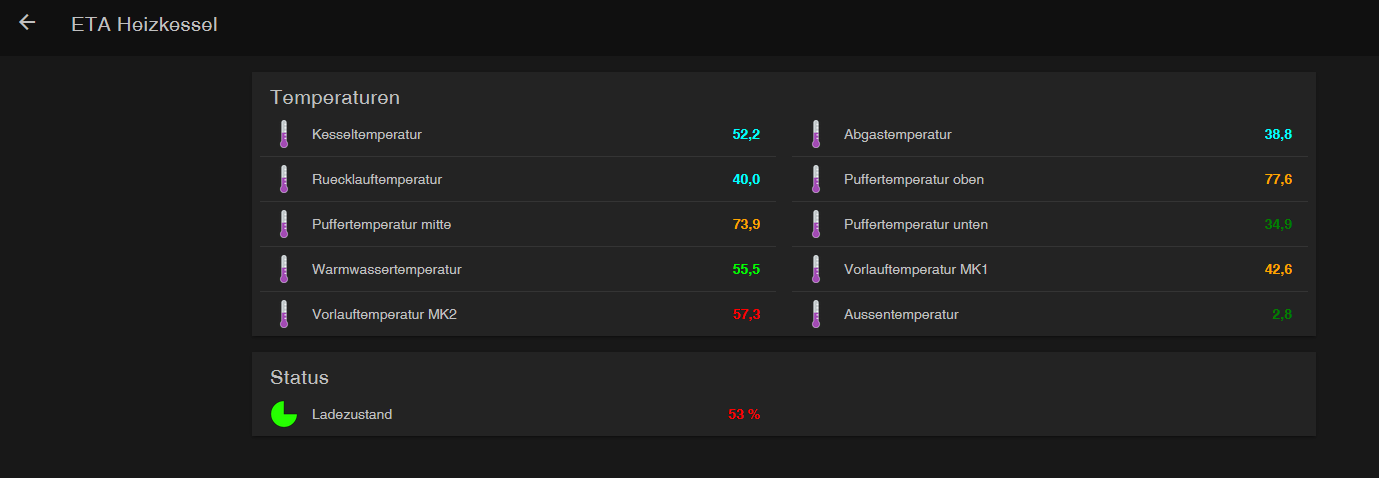 ETA Heizkessel
Temperaturen
Kesseltemperatur 52,2 Abgastemperatur 38,8
Ruecklauftemperatur 40,0 Puffertemperatur oben 77,6
Puffertemperatur mitte 73,9 Puffertemperatur unten 34,9
Warmwassertemperatur 55,5 Vorlauftemperatur MK1 42,6
Vorlauftemperatur MK2 57,3 Aussentemperatur 2,8
Status
Ladezustand 53 %